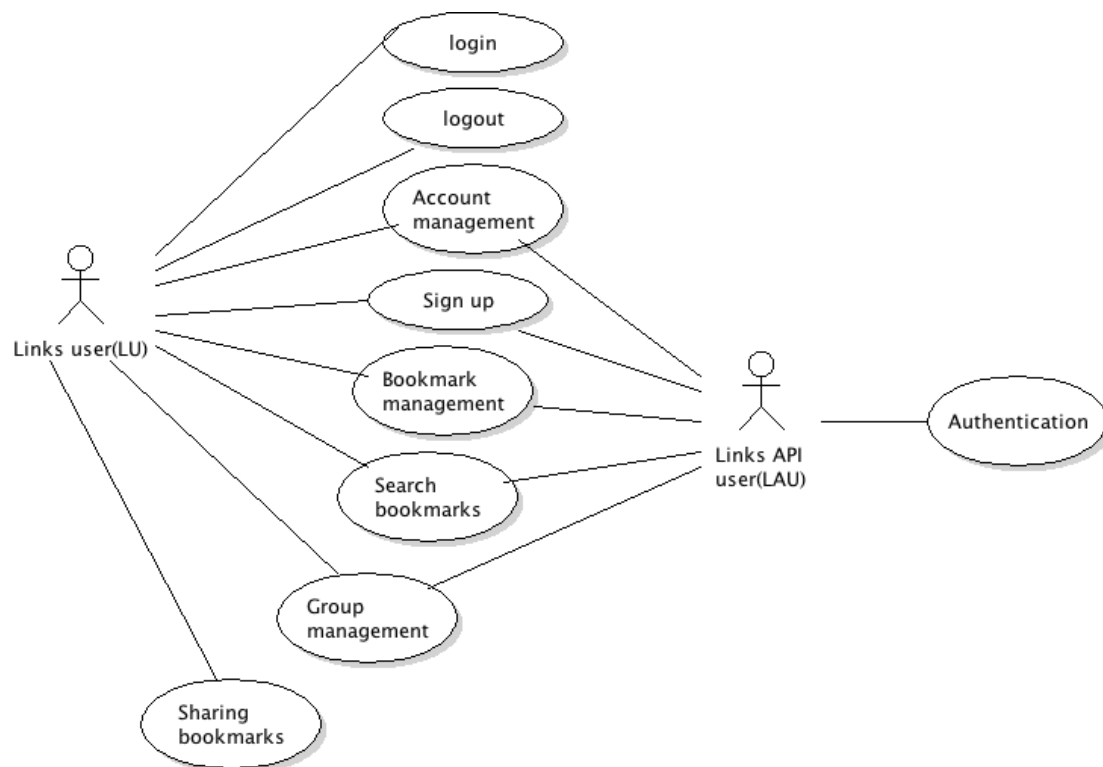 login
logout
Account
management
Sign up
Links user(LU)
Bookmark
management
Links API
user(LAU)
Authentication
Search
bookmarks
Group
management
Sharing
bookmarks